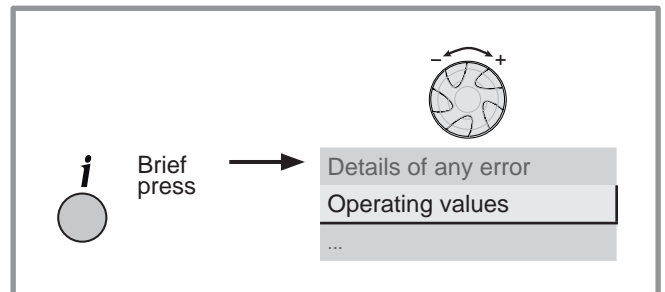 – +
i
Brief
press
Details of any error
Operating values
...